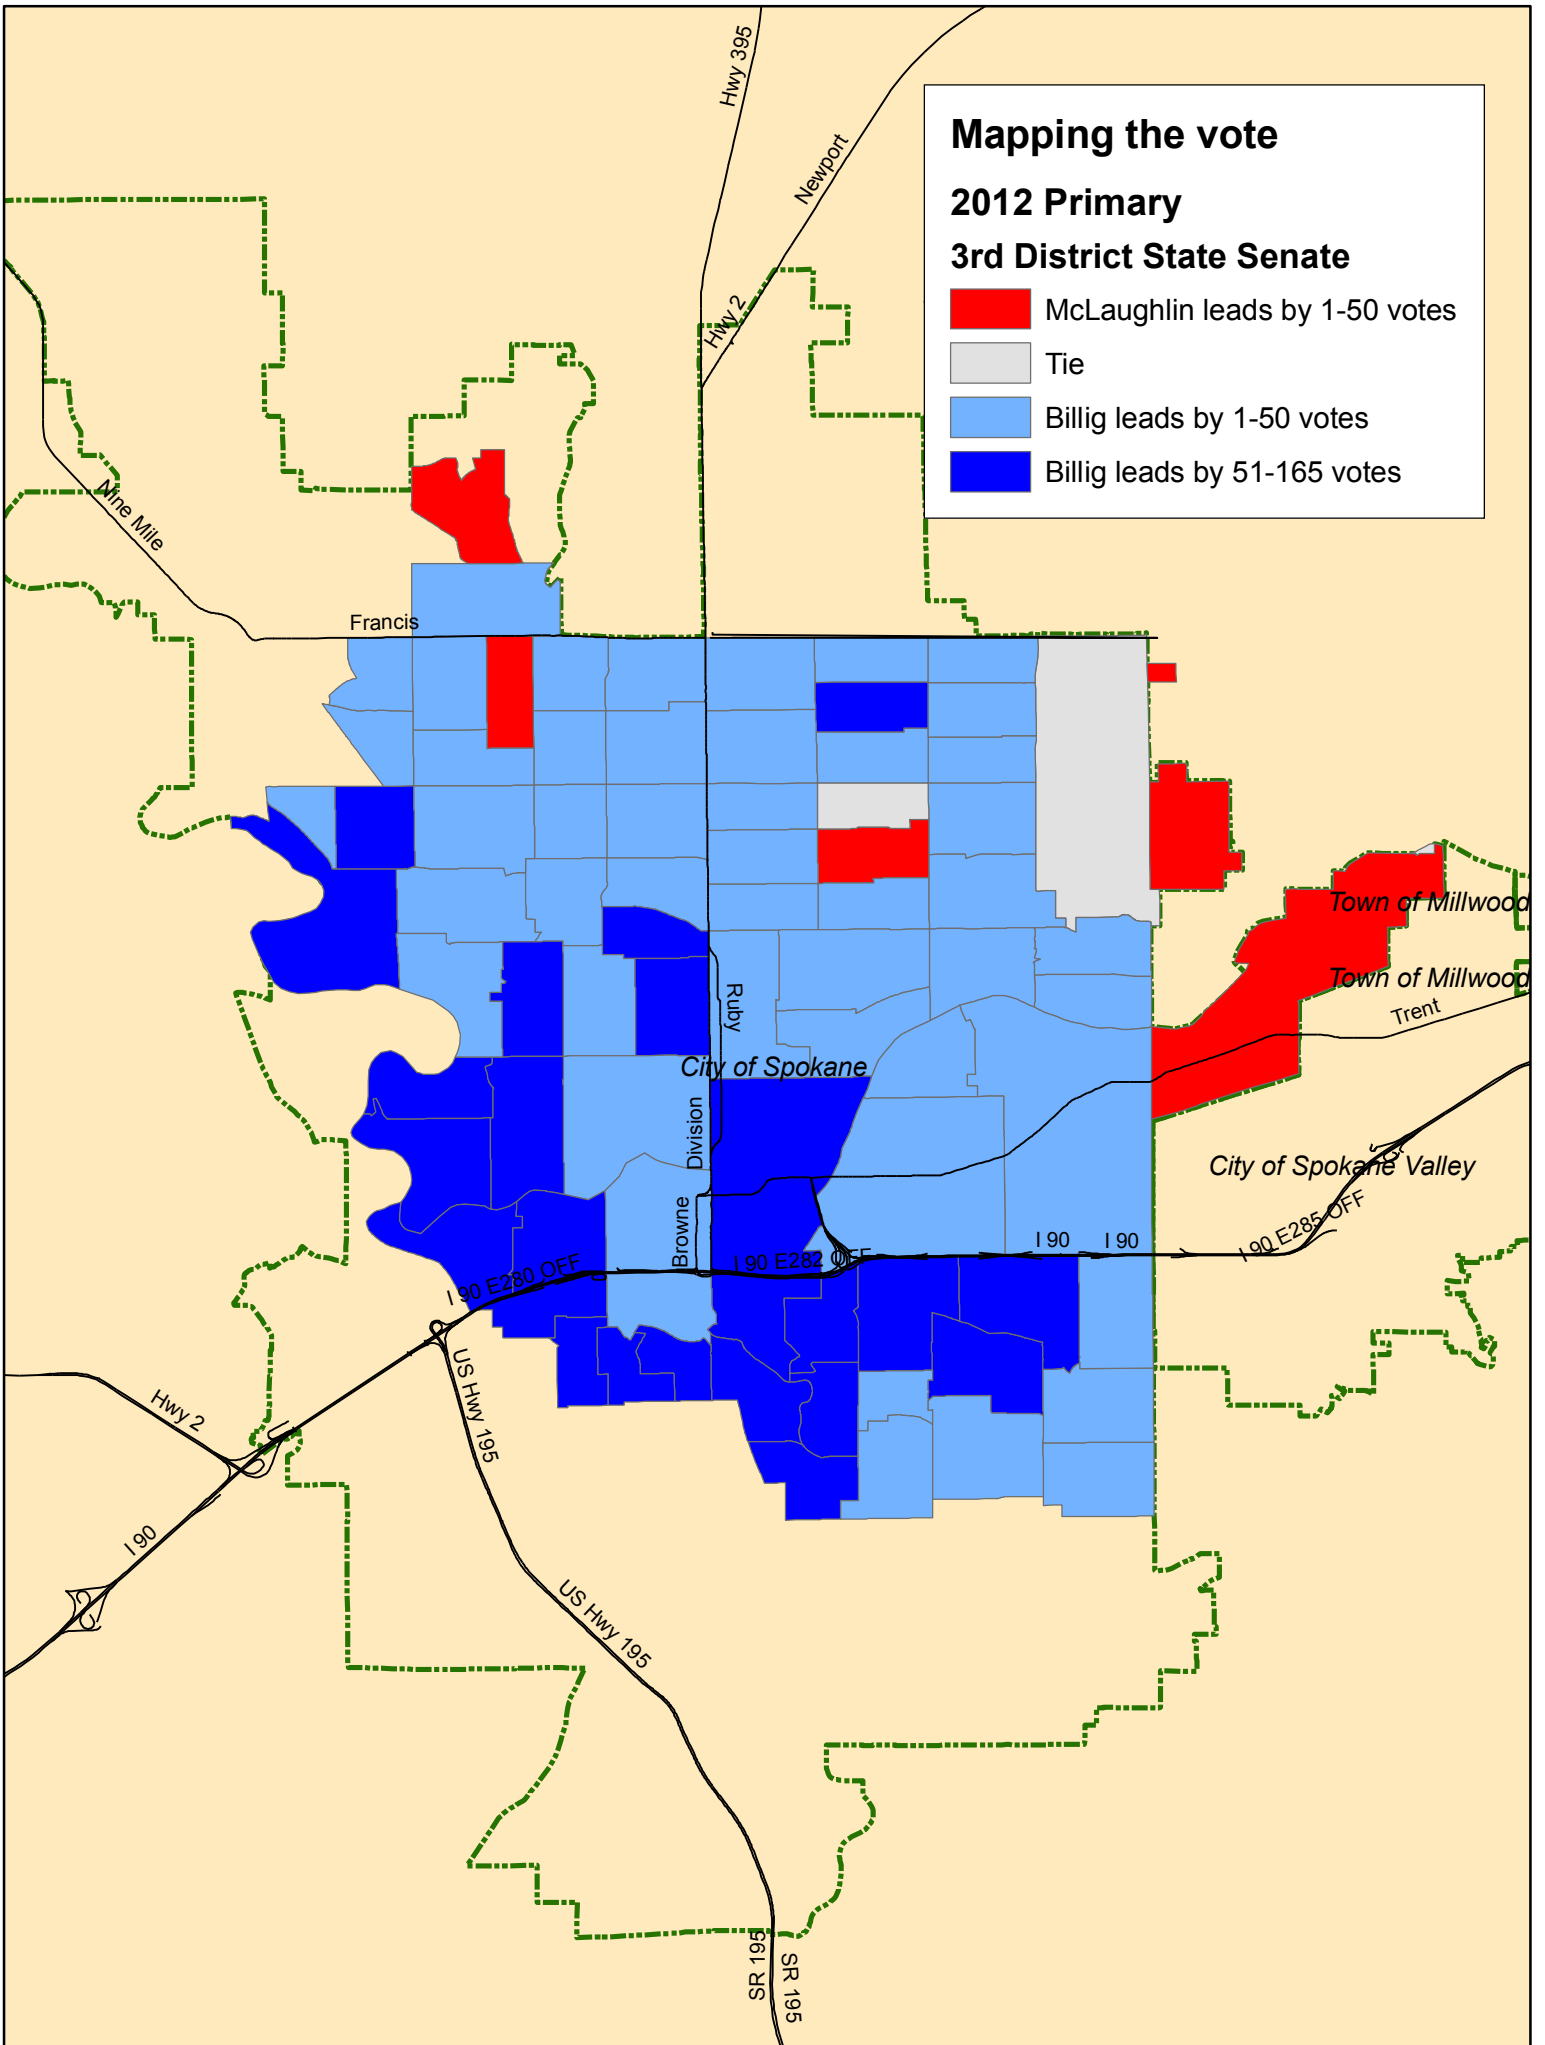 Hwy 395
Newport
Hwy 2
Mapping the vote
2012 Primary
3rd District State Senate
McLaughlin leads by 1-50 votes
Tie
Billig leads by 1-50 votes
Billig leads by 51-165 votes
Nine Mile
Francis
Town of Millwood
Town of Millwood
Trent
Ruby
City of Spokane
Division
City of Spokane Valley
Browne
I 90 E285 OFF
I 90
I 90
I 90 E282 OFF
I 90 E280 OFF
US Hwy 195
Hwy 2
I 90
US Hwy 195
SR 195
SR 195